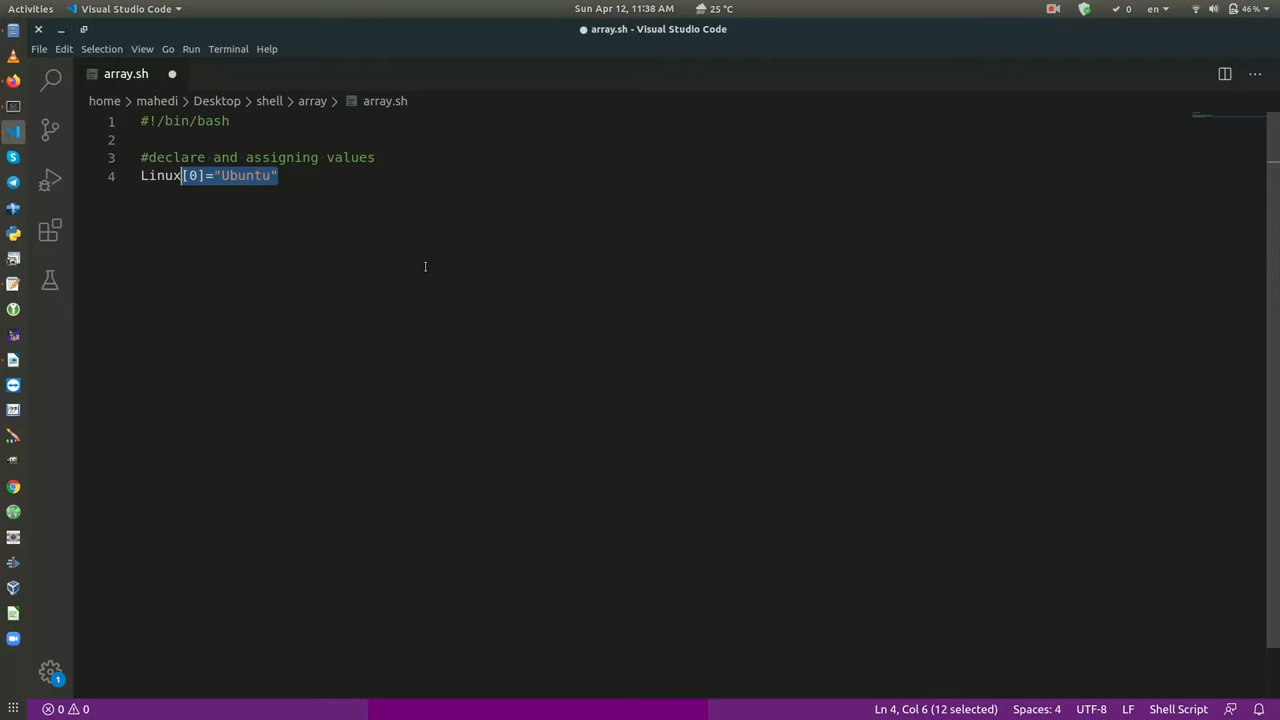 Activities Visual Studio Code Sun Apr 12, 11:38 AM 25 °C 0 en 46%
array.sh - Visual Studio Code
File Edit Selection View Go Run Terminal Help
array.sh
home > mahedi > Desktop > shell > array > array.sh
1 #!/bin/bash
2
3 #declare and assigning values
4 Linux[0]="Ubuntu"
1
0 0 Ln 4, Col 6 (12 selected) Spaces: 4 UTF-8 LF Shell Script